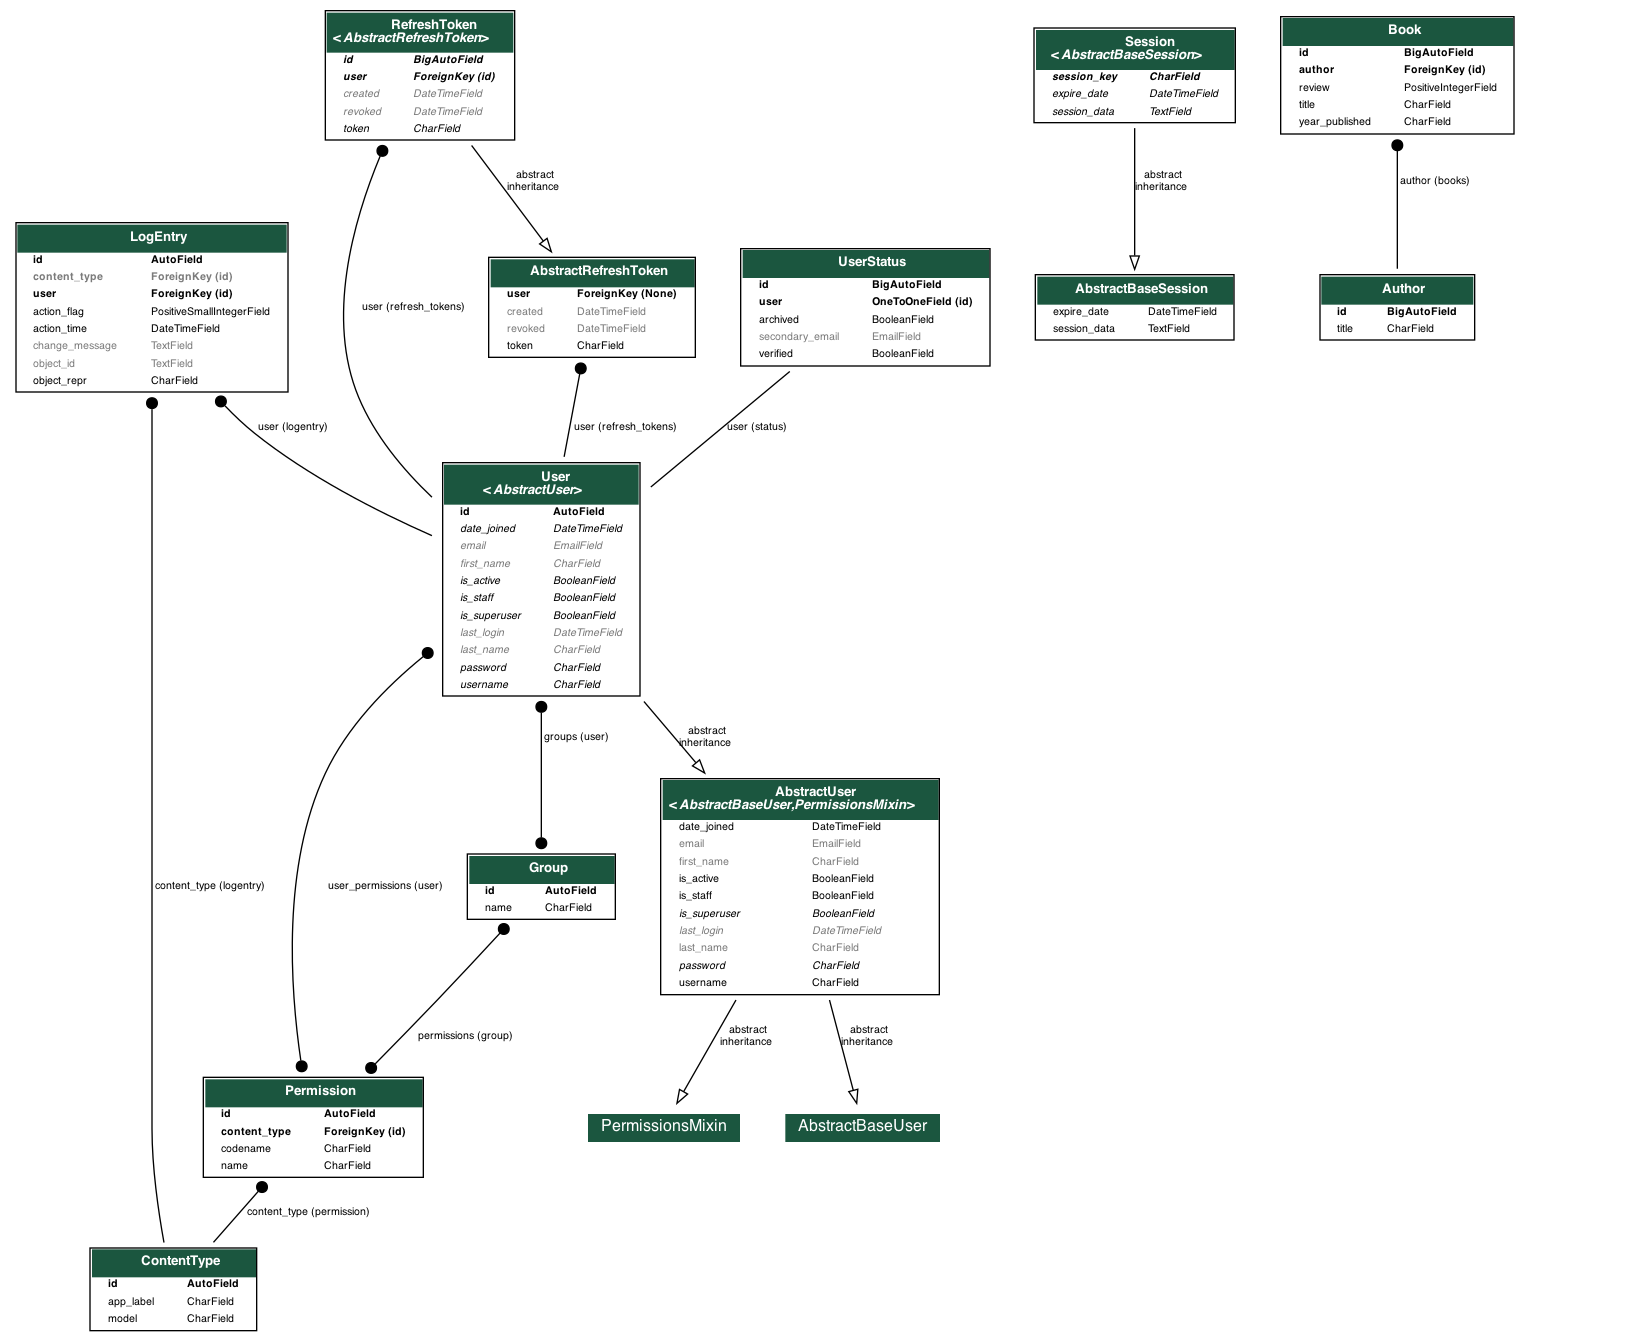 RefreshToken
<AbstractRefreshToken>
id BigAutoField
user ForeignKey (id)
created DateTimeField
revoked DateTimeField
token CharField
Session
<AbstractBaseSession>
session_key CharField
expire_date DateTimeField
session_data TextField
Book
id BigAutoField
author ForeignKey (id)
review PositiveIntegerField
title CharField
year_published CharField
abstract
inheritance
abstract
inheritance
author (books)
LogEntry
id AutoField
content_type ForeignKey (id)
user ForeignKey (id)
action_flag PositiveSmallIntegerField
action_time DateTimeField
change_message TextField
object_id TextField
object_repr CharField
user (refresh_tokens)
AbstractRefreshToken
user ForeignKey (None)
created DateTimeField
revoked DateTimeField
token CharField
UserStatus
id BigAutoField
user OneToOneField (id)
archived BooleanField
secondary_email EmailField
verified BooleanField
AbstractBaseSession
expire_date DateTimeField
session_data TextField
Author
id BigAutoField
title CharField
user (logentry)
user (refresh_tokens)
user (status)
User
<AbstractUser>
id AutoField
date_joined DateTimeField
email EmailField
first_name CharField
is_active BooleanField
is_staff BooleanField
is_superuser BooleanField
last_login DateTimeField
last_name CharField
password CharField
username CharField
groups (user)
abstract
inheritance
AbstractUser
<AbstractBaseUser,PermissionsMixin>
date_joined DateTimeField
email EmailField
first_name CharField
is_active BooleanField
is_staff BooleanField
is_superuser BooleanField
last_login DateTimeField
last_name CharField
password CharField
username CharField
content_type (logentry)
user_permissions (user)
Group
id AutoField
name CharField
permissions (group)
abstract
inheritance
abstract
inheritance
Permission
id AutoField
content_type ForeignKey (id)
codename CharField
name CharField
PermissionsMixin
AbstractBaseUser
content_type (permission)
ContentType
id AutoField
app_label CharField
model CharField